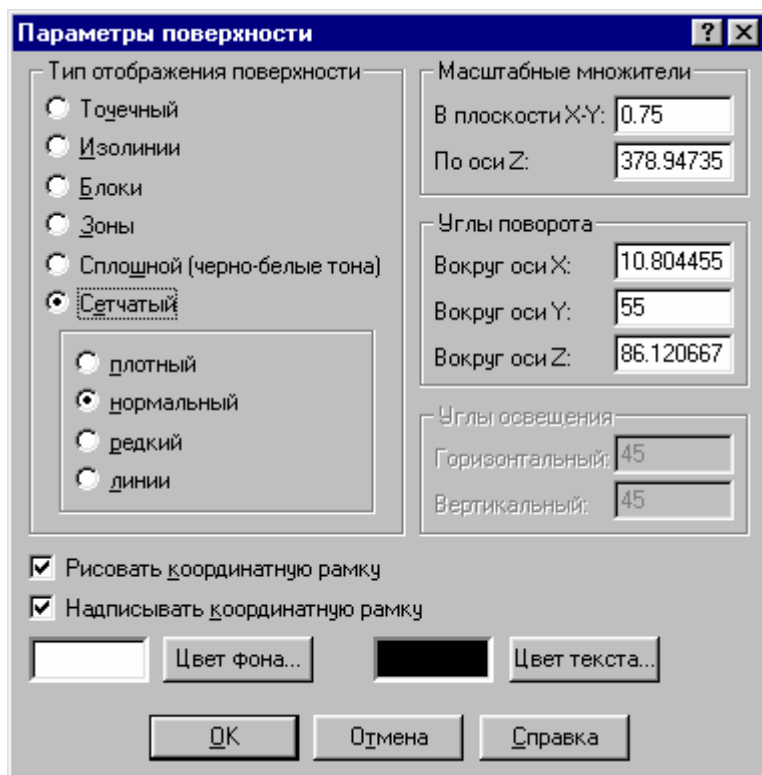 Параметры поверхности
Тип отображения поверхности
Точечный
Изолинии
Блоки
Зоны
Сплошной (черно-белые тона)
Сетчатый
плотный
нормальный
редкий
линии
Масштабные множители
В плоскости X-Y: 0.75
По оси Z: 378.94735
Углы поворота
Вокруг оси X: 10.804455
Вокруг оси Y: 55
Вокруг оси Z: 86.120667
Углы освещения
Горизонтальный: 45
Вертикальный: 45
Рисовать координатную рамку
Надписывать координатную рамку
Цвет фона... Цвет текста...
OK Отмена Справка